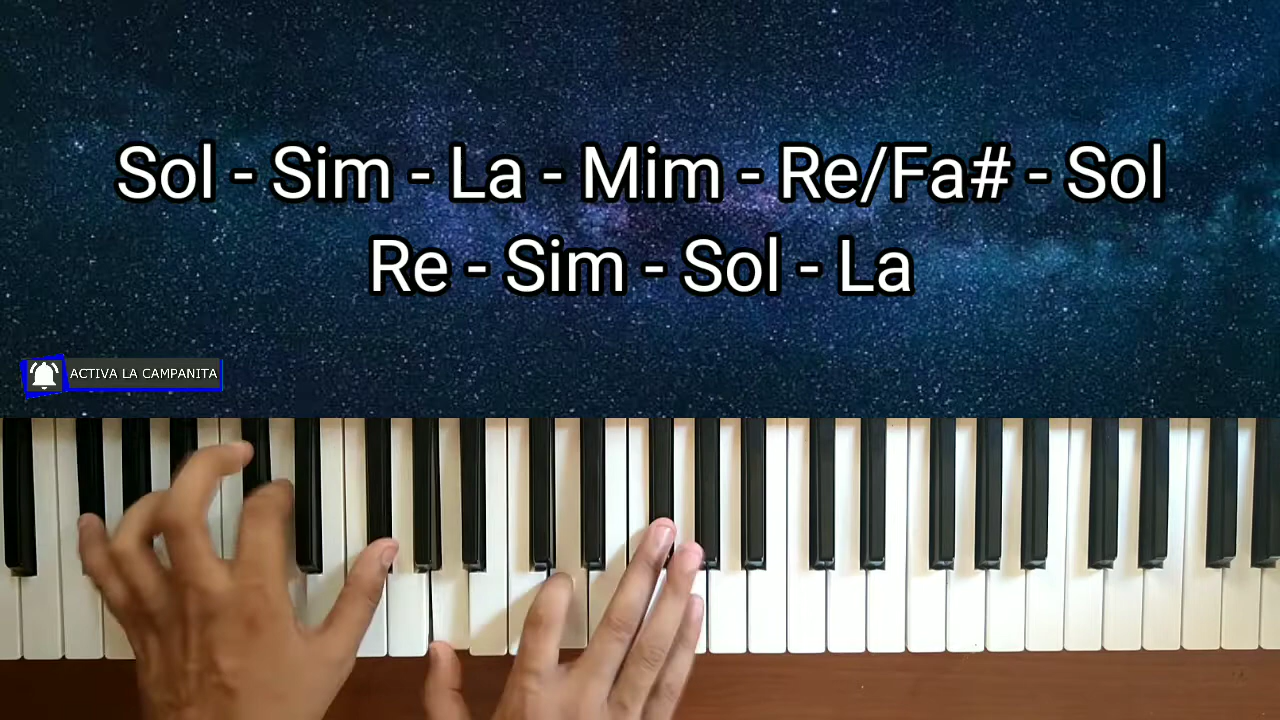 Sol - Sim - La - Mim - Re/Fa# - Sol
Re - Sim - Sol - La
ACTIVA LA CAMPANITA